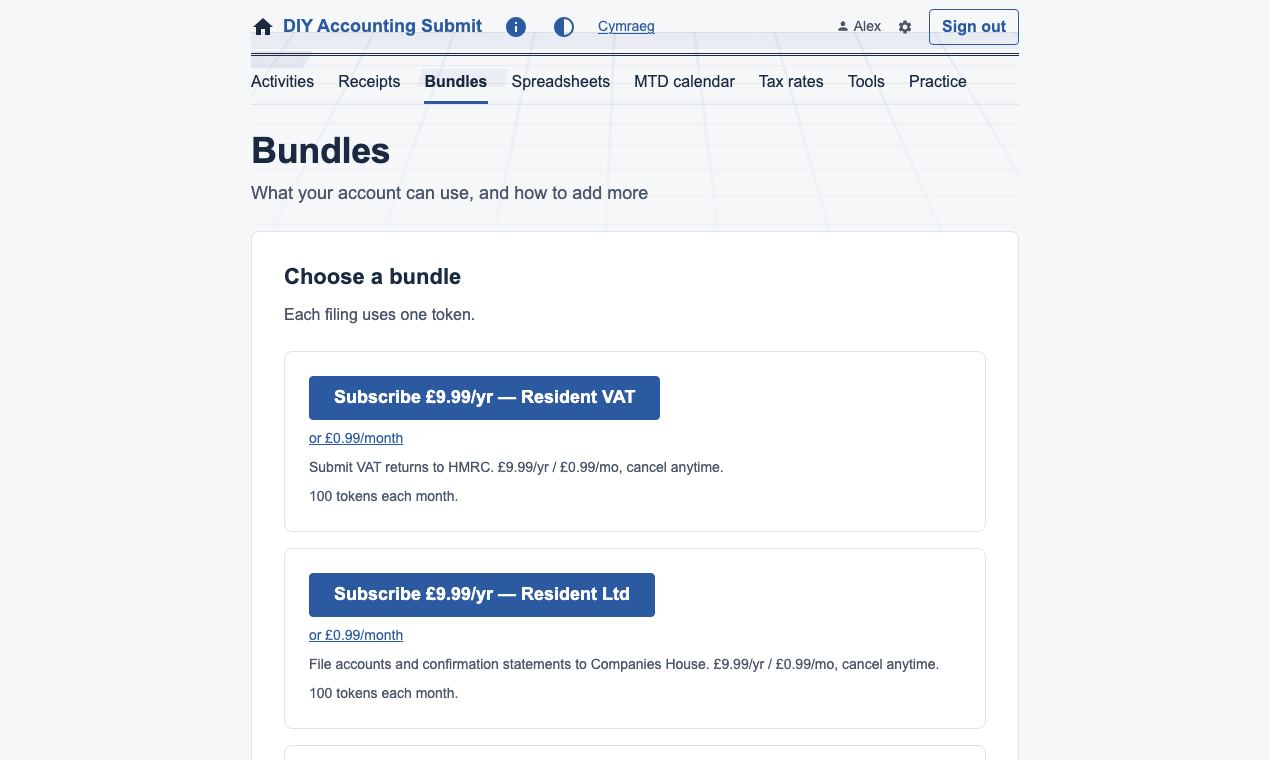 DIY Accounting Submit
Cymraeg
Alex
Sign out
Activities Receipts Bundles Spreadsheets MTD calendar Tax rates Tools Practice
Bundles
What your account can use, and how to add more
Choose a bundle
Each filing uses one token.
Subscribe £9.99/yr — Resident VAT
or £0.99/month
Submit VAT returns to HMRC. £9.99/yr / £0.99/mo, cancel anytime.
100 tokens each month.
Subscribe £9.99/yr — Resident Ltd
or £0.99/month
File accounts and confirmation statements to Companies House. £9.99/yr / £0.99/mo, cancel anytime.
100 tokens each month.